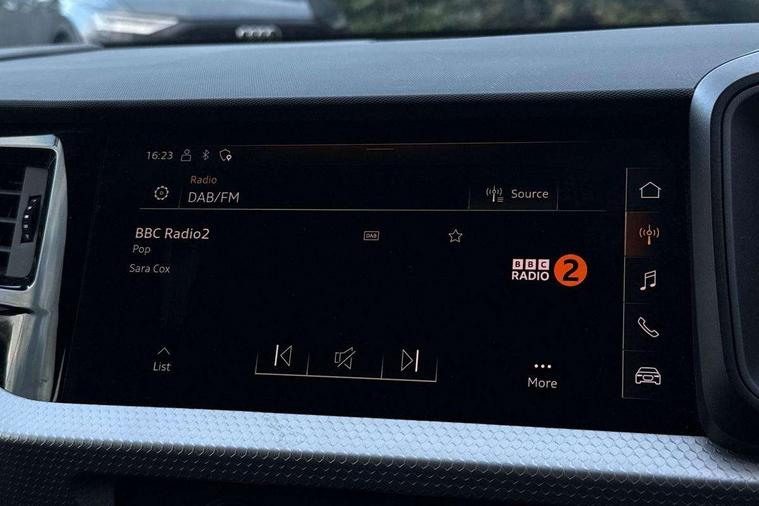 16:23
Radio
DAB/FM
Source
BBC Radio2
DAB
Pop
Sara Cox
BBC
RADIO 2
List
More